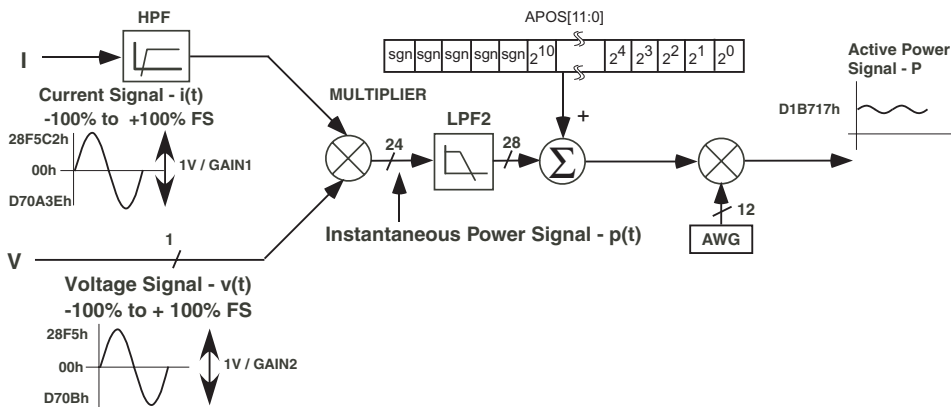 HPF
I
Current Signal - i(t)
-100% to +100% FS
28F5C2h
00h
D70A3Eh
1V / GAIN1
MULTIPLIER
24
LPF2
28
APOS[11:0]
sgn sgn sgn sgn sgn 2^10 2^4 2^3 2^2 2^1 2^0
+
Σ
12
AWG
Active Power
Signal - P
D1B717h
Instantaneous Power Signal - p(t)
1
V
Voltage Signal - v(t)
-100% to + 100% FS
28F5h
00h
D70Bh
1V / GAIN2